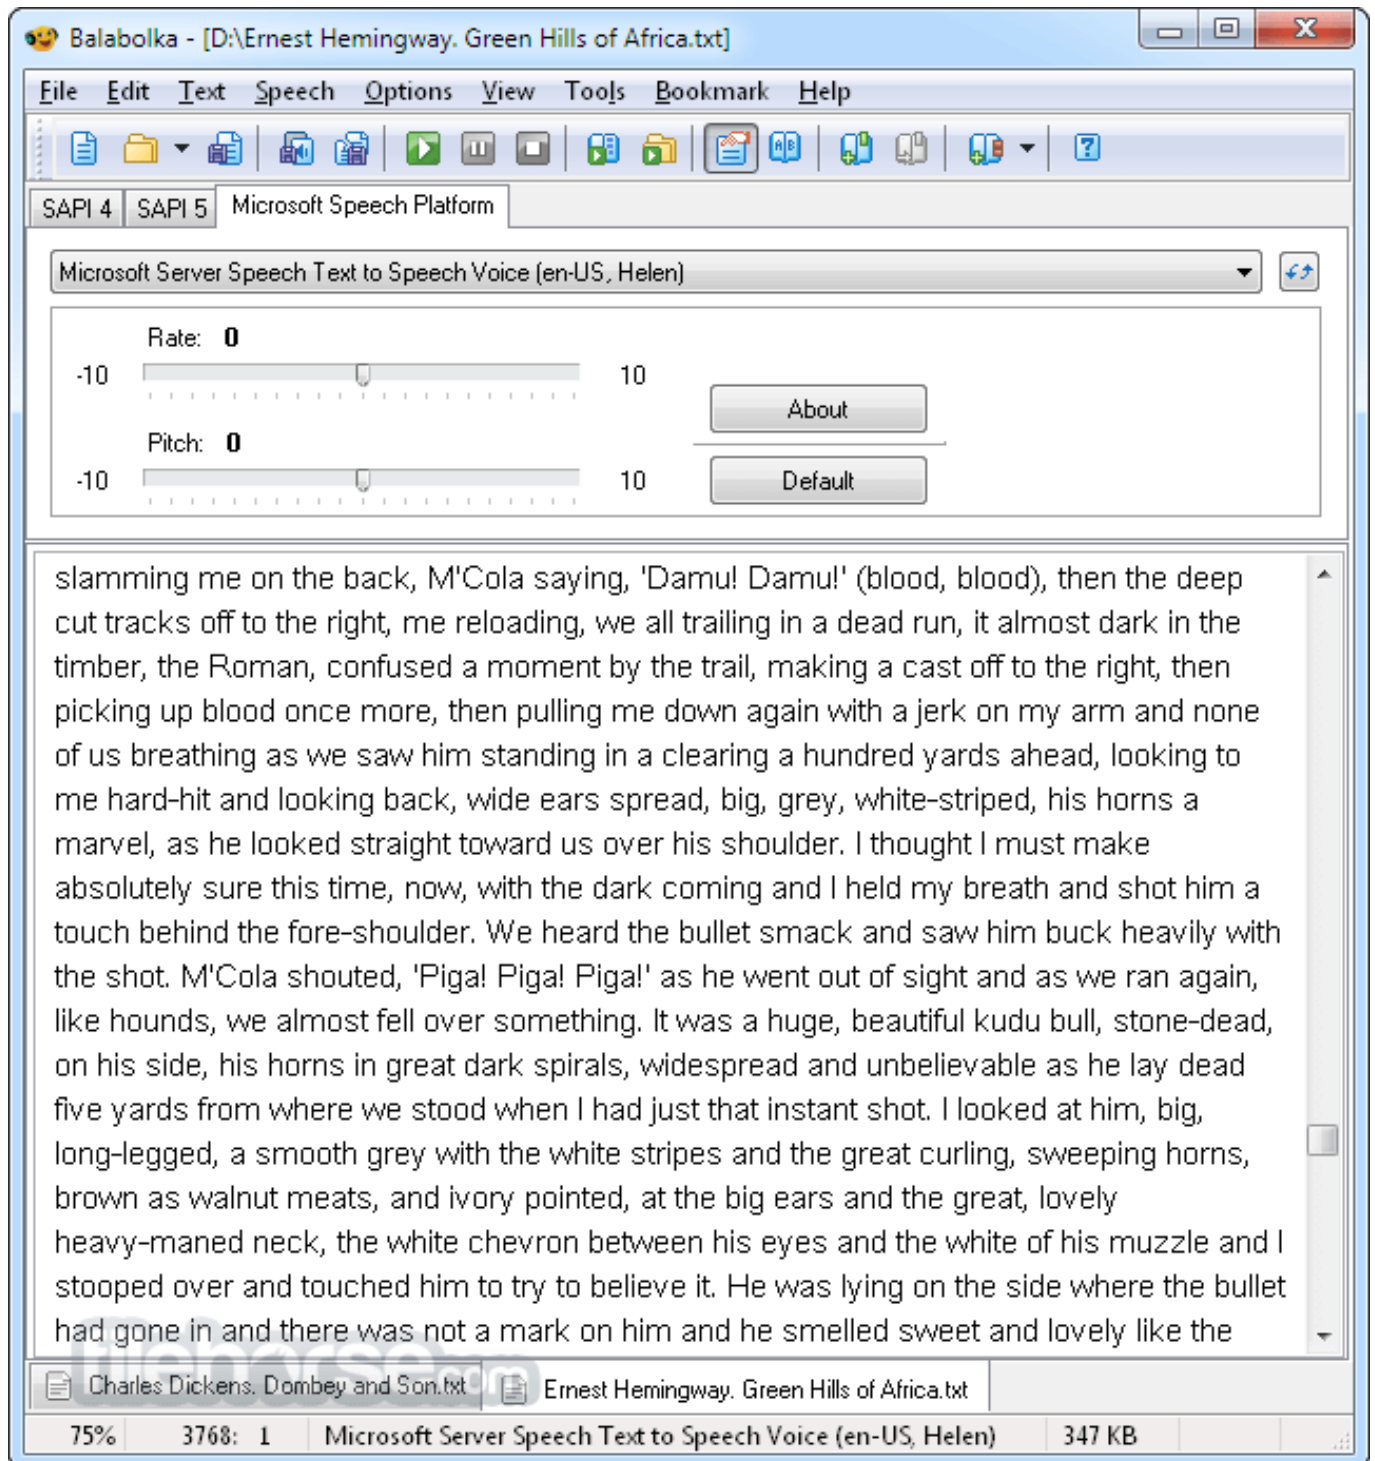 Balabolka - [D:\Ernest Hemingway. Green Hills of Africa.txt]
File Edit Text Speech Options View Tools Bookmark Help
SAPI 4 SAPI 5 Microsoft Speech Platform
Microsoft Server Speech Text to Speech Voice (en-US, Helen)
Rate: 0
-10 10
About
Pitch: 0
-10 10
Default
slamming me on the back, M'Cola saying, 'Damu! Damu!' (blood, blood), then the deep
cut tracks off to the right, me reloading, we all trailing in a dead run, it almost dark in the
timber, the Roman, confused a moment by the trail, making a cast off to the right, then
picking up blood once more, then pulling me down again with a jerk on my arm and none
of us breathing as we saw him standing in a clearing a hundred yards ahead, looking to
me hard-hit and looking back, wide ears spread, big, grey, white-striped, his horns a
marvel, as he looked straight toward us over his shoulder. I thought I must make
absolutely sure this time, now, with the dark coming and I held my breath and shot him a
touch behind the fore-shoulder. We heard the bullet smack and saw him buck heavily with
the shot. M'Cola shouted, 'Piga! Piga! Piga!' as he went out of sight and as we ran again,
like hounds, we almost fell over something. It was a huge, beautiful kudu bull, stone-dead,
on his side, his horns in great dark spirals, widespread and unbelievable as he lay dead
five yards from where we stood when I had just that instant shot. I looked at him, big,
long-legged, a smooth grey with the white stripes and the great curling, sweeping horns,
brown as walnut meats, and ivory pointed, at the big ears and the great, lovely
heavy-maned neck, the white chevron between his eyes and the white of his muzzle and I
stooped over and touched him to try to believe it. He was lying on the side where the bullet
had gone in and there was not a mark on him and he smelled sweet and lovely like the
filehorse.com
Charles Dickens. Dombey and Son.txt Ernest Hemingway. Green Hills of Africa.txt
75% 3768: 1 Microsoft Server Speech Text to Speech Voice (en-US, Helen) 347 KB